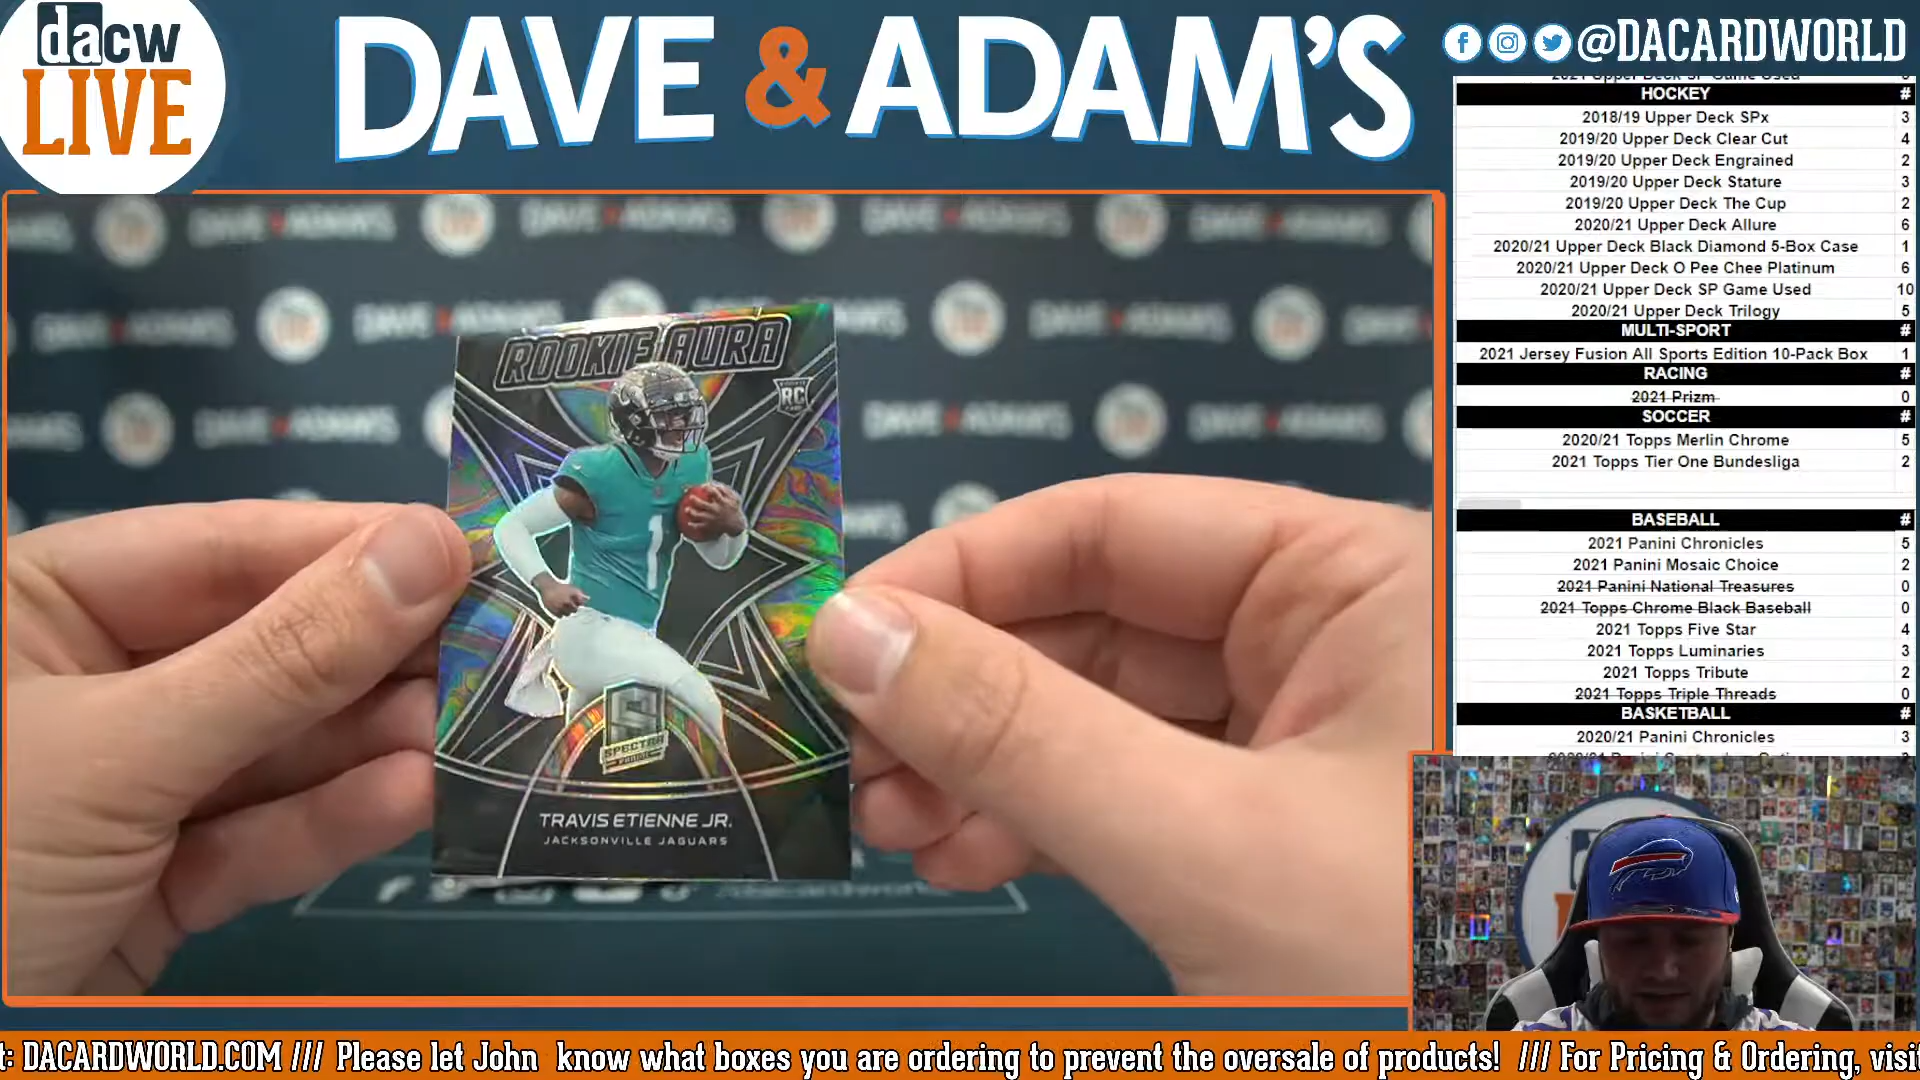 dacw
LIVE
DAVE & ADAM'S
@DACARDWORLD
2021 Upper Deck SP Game Used
HOCKEY #
2018/19 Upper Deck SPx 3
2019/20 Upper Deck Clear Cut 4
2019/20 Upper Deck Engrained 2
2019/20 Upper Deck Stature 3
2019/20 Upper Deck The Cup 2
2020/21 Upper Deck Allure 6
2020/21 Upper Deck Black Diamond 5-Box Case 1
2020/21 Upper Deck O Pee Chee Platinum 6
2020/21 Upper Deck SP Game Used 10
2020/21 Upper Deck Trilogy 5
MULTI-SPORT #
2021 Jersey Fusion All Sports Edition 10-Pack Box 1
RACING #
2021 Prizm 0
SOCCER #
2020/21 Topps Merlin Chrome 5
2021 Topps Tier One Bundesliga 2
BASEBALL #
2021 Panini Chronicles 5
2021 Panini Mosaic Choice 2
2021 Panini National Treasures 0
2021 Topps Chrome Black Baseball 0
2021 Topps Five Star 4
2021 Topps Luminaries 3
2021 Topps Tribute 2
2021 Topps Triple Threads 0
BASKETBALL #
2020/21 Panini Chronicles 3
ROOKIE AURA
RC
1
SPECTRA
PANINI
TRAVIS ETIENNE JR.
JACKSONVILLE JAGUARS
t: DACARDWORLD.COM /// Please let John know what boxes you are ordering to prevent the oversale of products! /// For Pricing & Ordering, visit